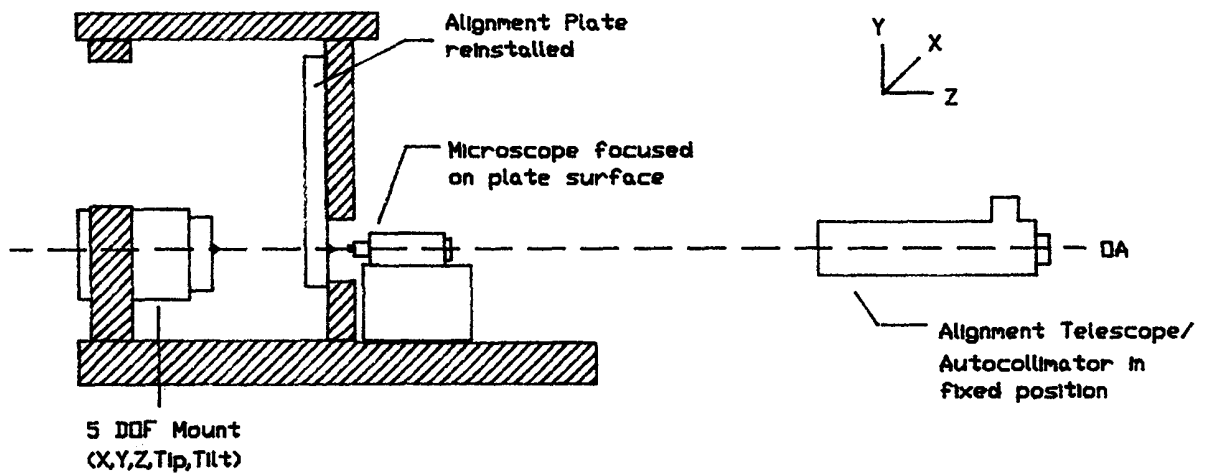 Alignment Plate
reinstalled
Y
X
Z
Microscope focused
on plate surface
OA
Alignment Telescope/
Autocollimator in
fixed position
5 DOF Mount
(X,Y,Z,Tip,Tilt)